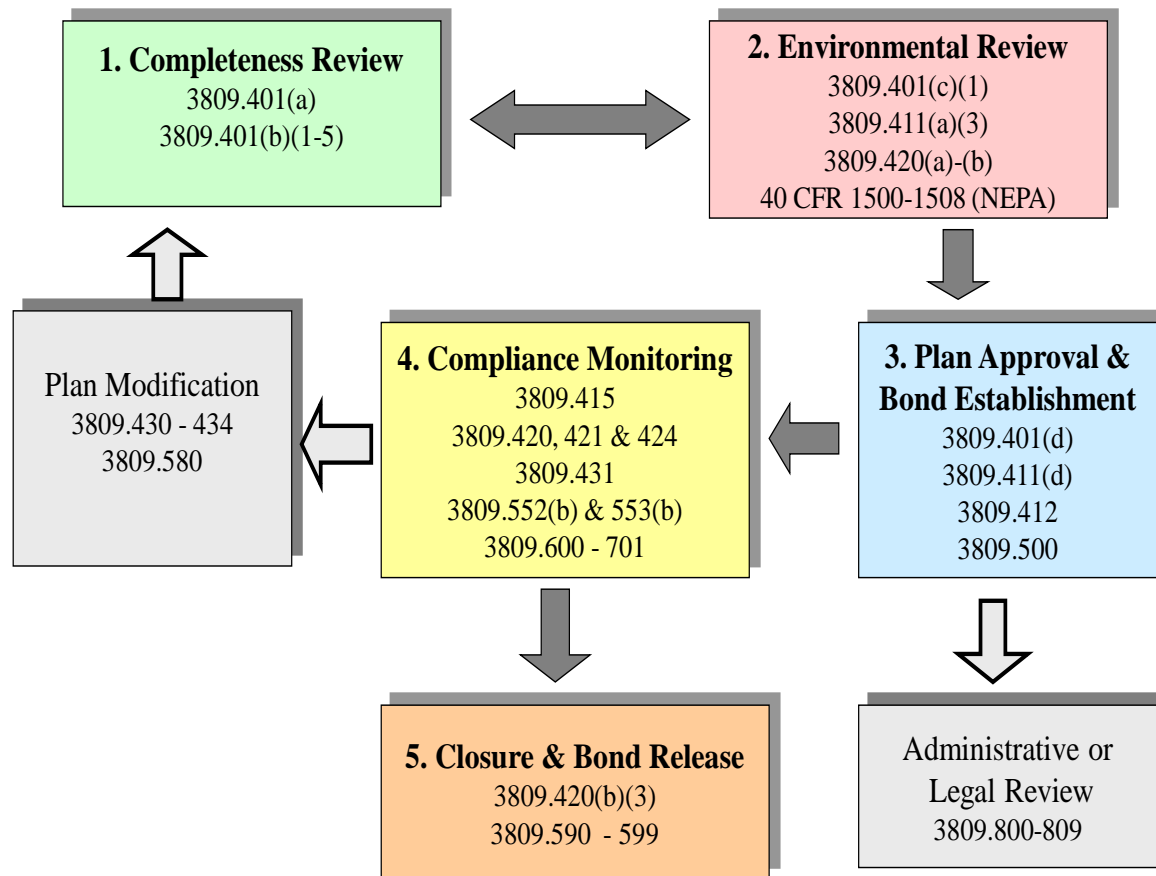 1. Completeness Review
3809.401(a)
3809.401(b)(1-5)
2. Environmental Review
3809.401(c)(1)
3809.411(a)(3)
3809.420(a)-(b)
40 CFR 1500-1508 (NEPA)
Plan Modification
3809.430 - 434
3809.580
4. Compliance Monitoring
3809.415
3809.420, 421 & 424
3809.431
3809.552(b) & 553(b)
3809.600 - 701
3. Plan Approval &
Bond Establishment
3809.401(d)
3809.411(d)
3809.412
3809.500
5. Closure & Bond Release
3809.420(b)(3)
3809.590 - 599
Administrative or
Legal Review
3809.800-809